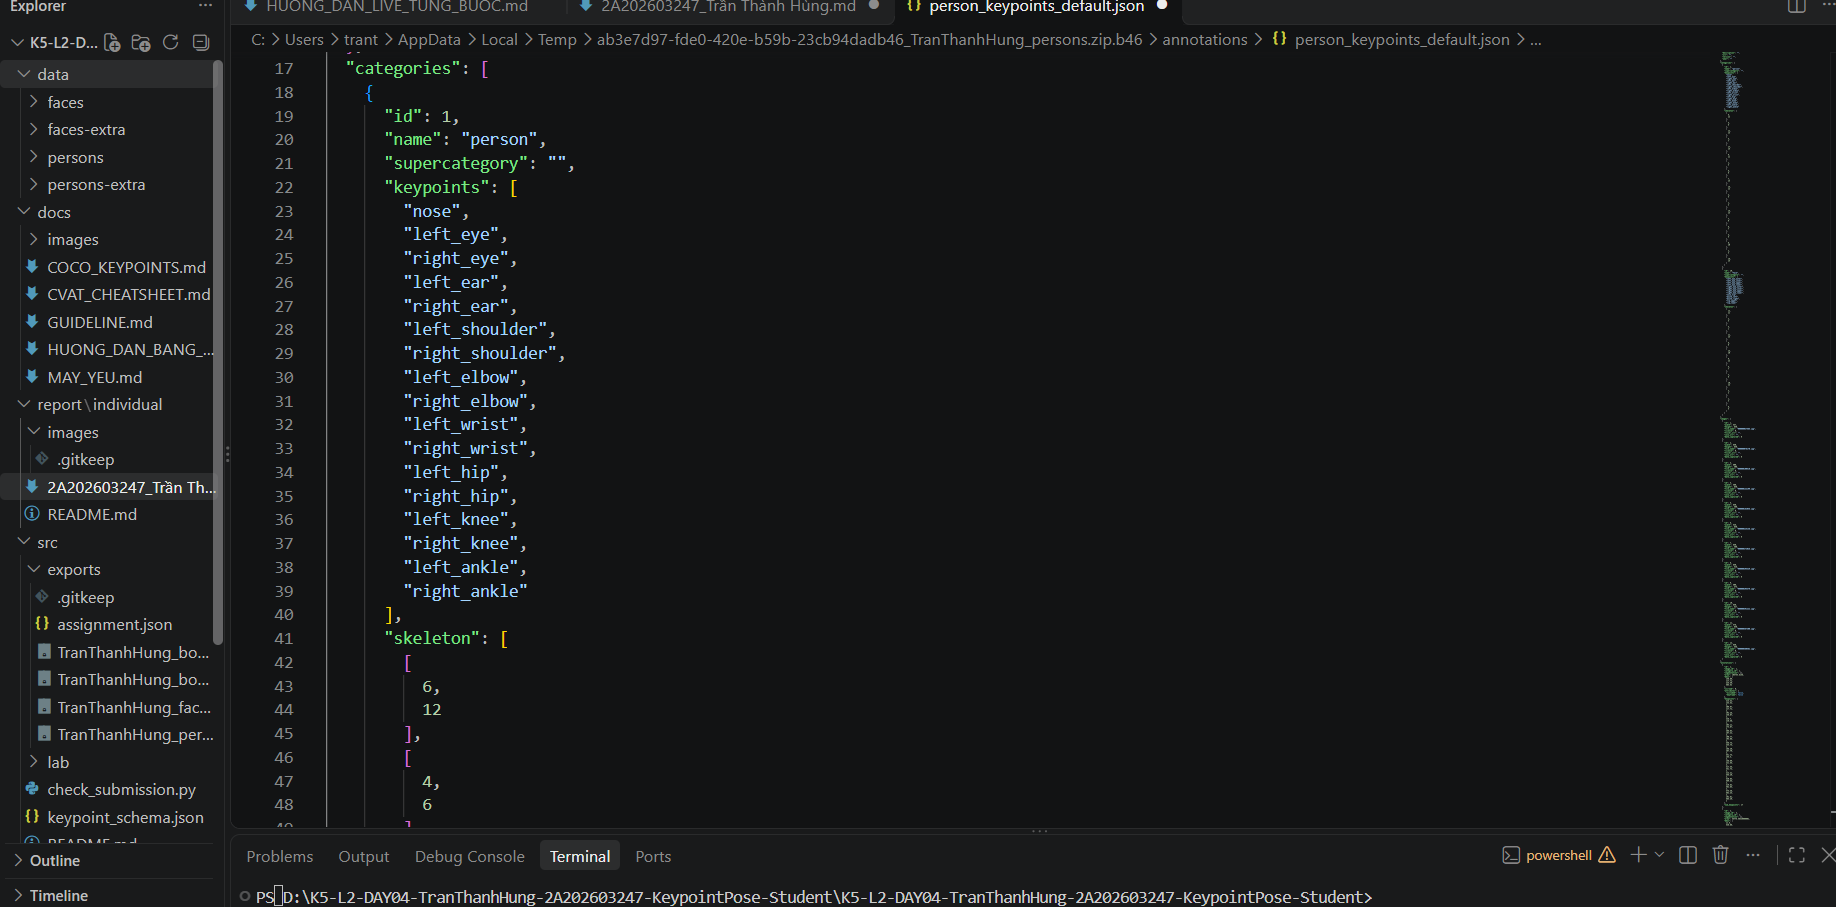 Explorer
K5-L2-D...
data
faces
faces-extra
persons
persons-extra
docs
images
COCO_KEYPOINTS.md
CVAT_CHEATSHEET.md
GUIDELINE.md
HUONG_DAN_BANG_...
MAY_YEU.md
report\individual
images
.gitkeep
2A202603247_Trần Th...
README.md
src
exports
.gitkeep
assignment.json
TranThanhHung_bo...
TranThanhHung_bo...
TranThanhHung_fac...
TranThanhHung_per...
lab
check_submission.py
keypoint_schema.json
README.md
Outline
Timeline
HUONG_DAN_LIVE_TUNG_BUOC.md
2A202603247_Trần Thành Hùng.md
{} person_keypoints_default.json
C: > Users > trant > AppData > Local > Temp > ab3e7d97-fde0-420e-b59b-23cb94dadb46_TranThanhHung_persons.zip.b46 > annotations > {} person_keypoints_default.json > ...
17 "categories": [
18 {
19 "id": 1,
20 "name": "person",
21 "supercategory": "",
22 "keypoints": [
23 "nose",
24 "left_eye",
25 "right_eye",
26 "left_ear",
27 "right_ear",
28 "left_shoulder",
29 "right_shoulder",
30 "left_elbow",
31 "right_elbow",
32 "left_wrist",
33 "right_wrist",
34 "left_hip",
35 "right_hip",
36 "left_knee",
37 "right_knee",
38 "left_ankle",
39 "right_ankle"
40 ],
41 "skeleton": [
42 [
43 6,
44 12
45 ],
46 [
47 4,
48 6
49 ]
Problems Output Debug Console Terminal Ports
powershell
PS D:\K5-L2-DAY04-TranThanhHung-2A202603247-KeypointPose-Student\K5-L2-DAY04-TranThanhHung-2A202603247-KeypointPose-Student>